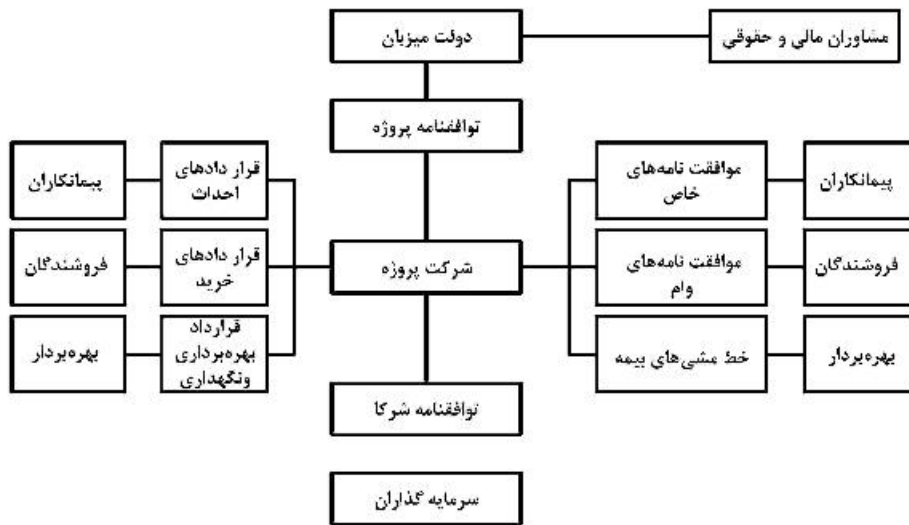 دولت میزبان
مشاوران مالی و حقوقی
توافقنامه پروژه
موافقت نامه‌های
خاص
پیمانکاران
قرار دادهای
احداث
پیمانکاران
شرکت پروژه
موافقت نامه‌های
وام
فروشندگان
قرار دادهای
خرید
فروشندگان
خط مشی‌های بیمه
بهره‌بردار
قرارداد
بهره‌برداری
ونگهداری
بهره‌بردار
توافقنامه شرکا
سرمایه گذاران